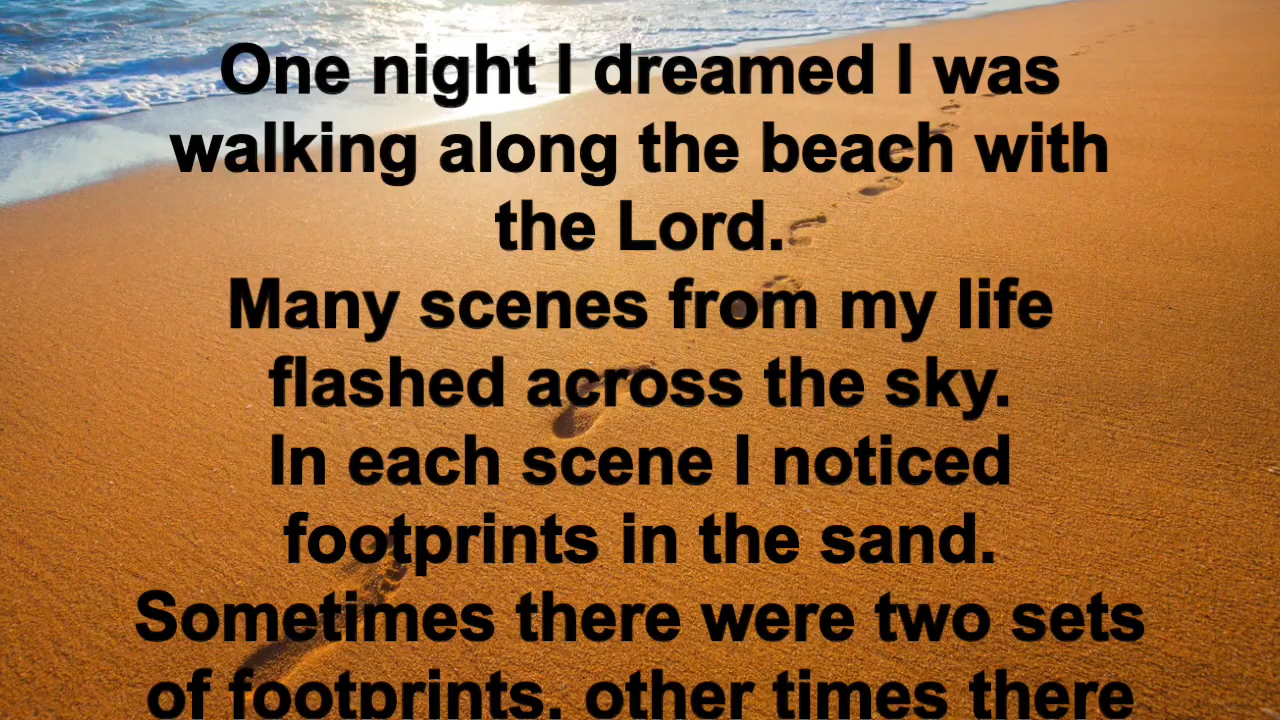 One night I dreamed I was
walking along the beach with
the Lord.
Many scenes from my life
flashed across the sky.
In each scene I noticed
footprints in the sand.
Sometimes there were two sets
of footprints, other times there